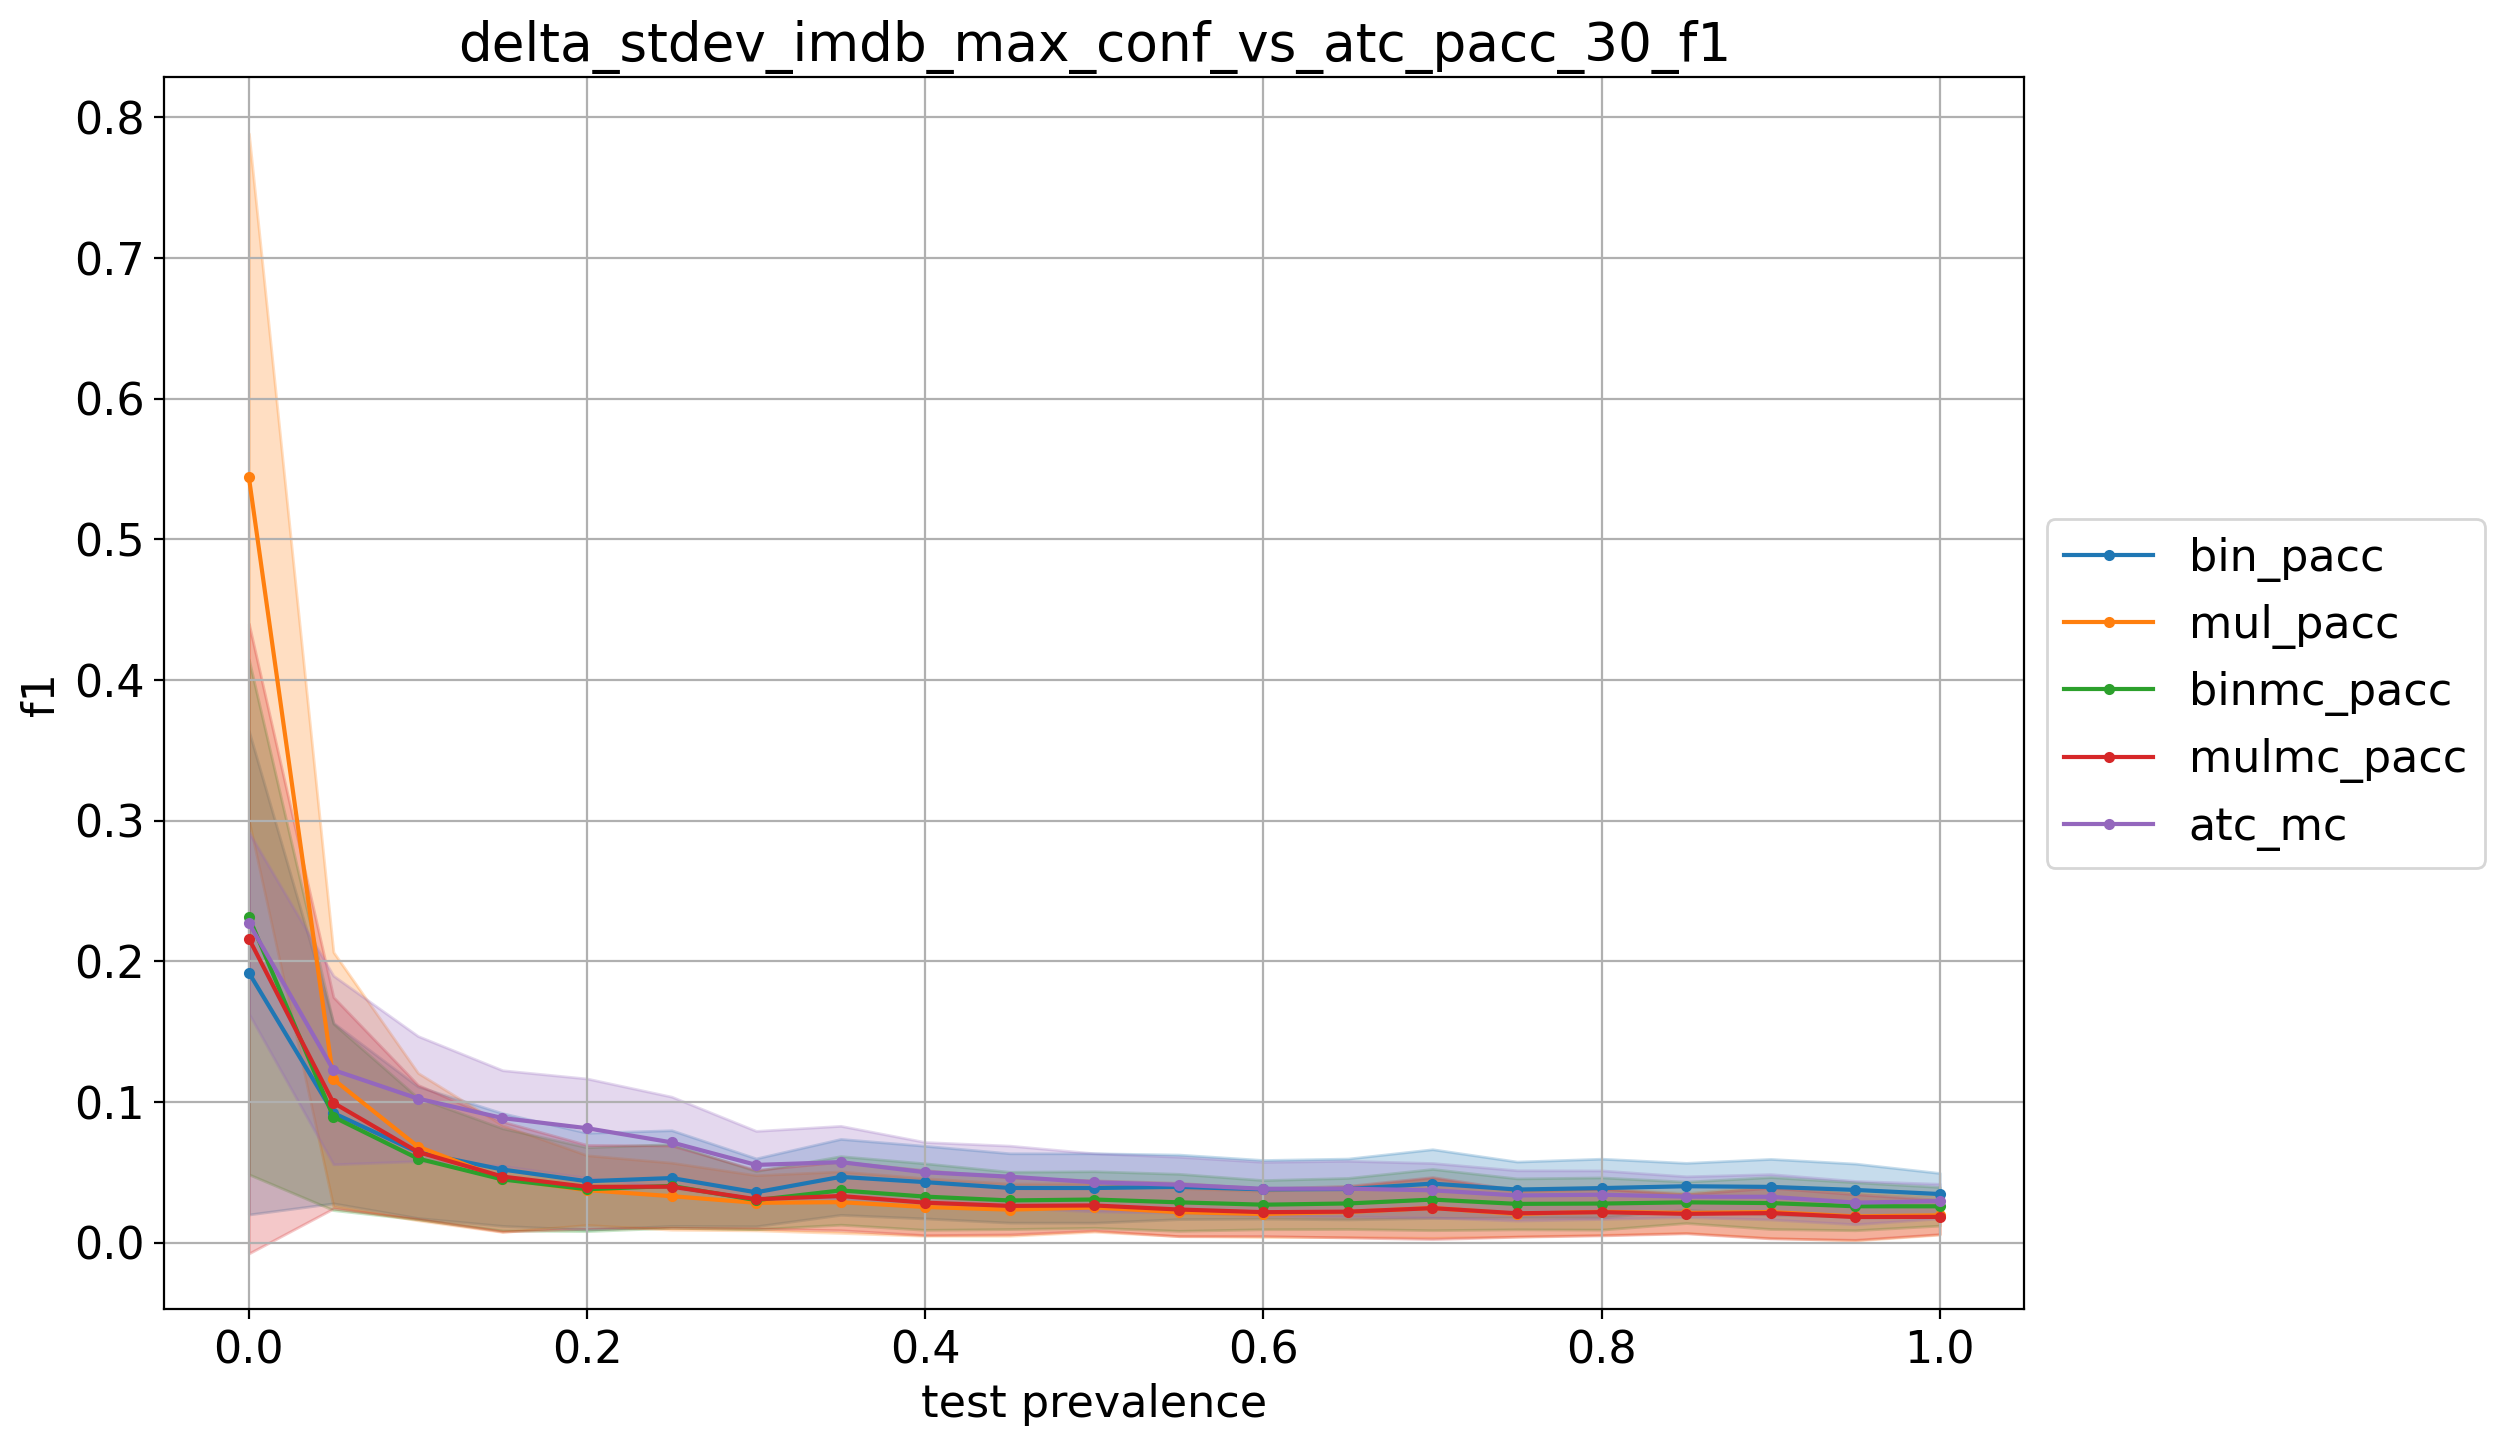 delta_stdev_imdb_max_conf_vs_atc_pacc_30_f1
0.8
0.7
0.6
0.5
0.4
0.3
0.2
0.1
0.0
f1
0.0 0.2 0.4 0.6 0.8 1.0
test prevalence
bin_pacc
mul_pacc
binmc_pacc
mulmc_pacc
atc_mc